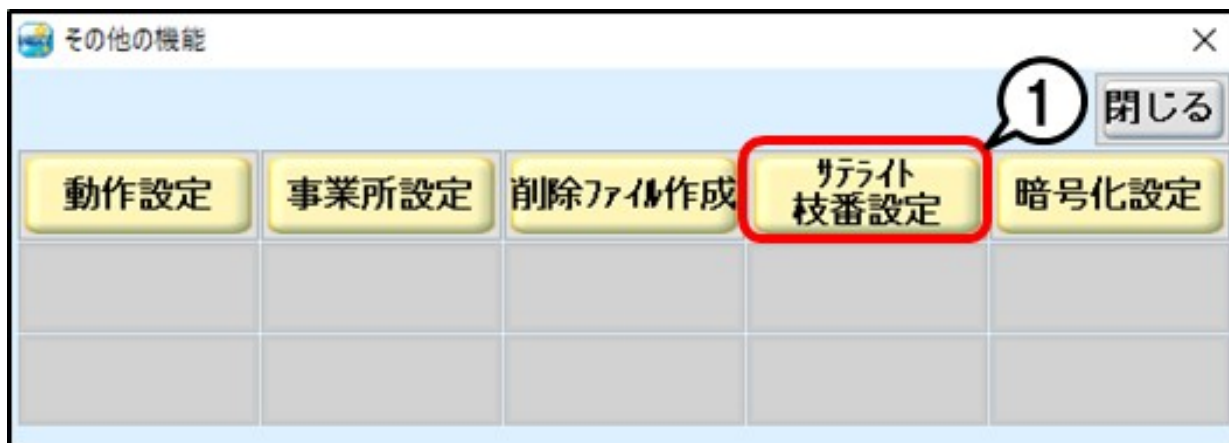 その他の機能
①
閉じる
動作設定
事業所設定
削除ﾌｧｲﾙ作成
ｻﾃﾗｲﾄ
枝番設定
暗号化設定